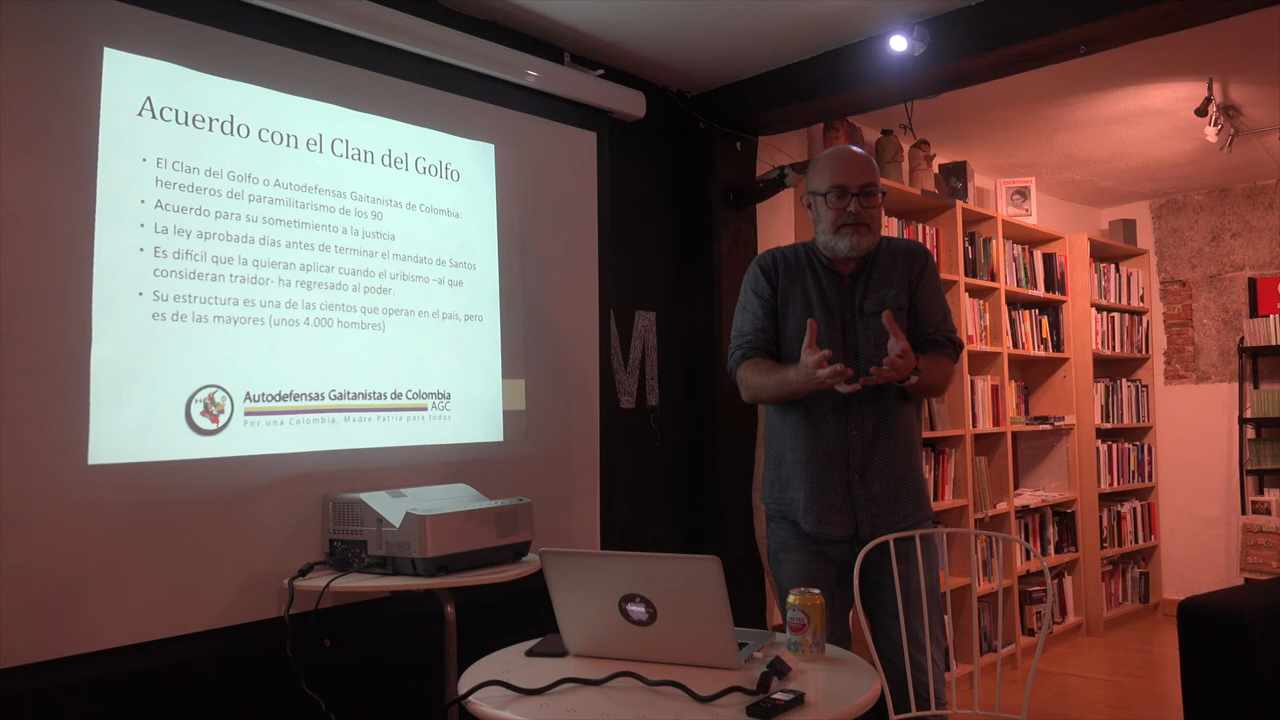 Acuerdo con el Clan del Golfo
• El Clan del Golfo o Autodefensas Gaitanistas de Colombia:
herederos del paramilitarismo de los 90
• Acuerdo para su sometimiento a la justicia
• La ley aprobada días antes de terminar el mandato de Santos
• Es difícil que la quieran aplicar cuando el uribismo –al que
consideran traidor- ha regresado al poder.
• Su estructura es una de las cientos que operan en el país, pero
es de las mayores (unos 4.000 hombres)
Autodefensas Gaitanistas de Colombia
AGC
Por una Colombia, Madre Patria para todos
M
ESCRITORES